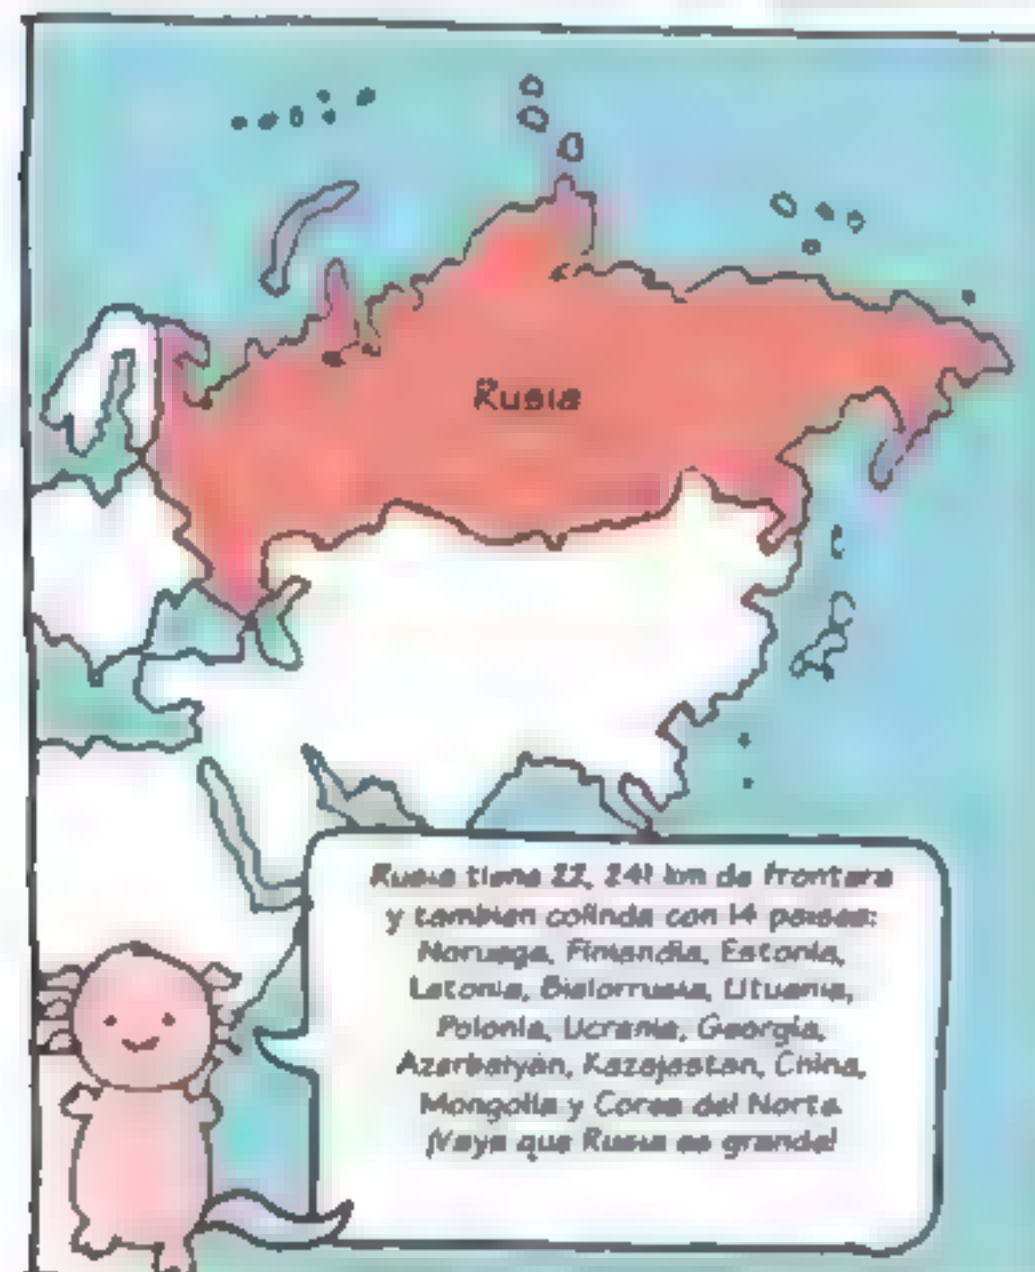 Rusia
Rusia tiene 22, 241 km de frontera
y tambien colinda con 14 paises:
Noruega, Finlandia, Estonia,
Letonia, Bielorrusia, Lituania,
Polonia, Ucrania, Georgia,
Azerbaiyán, Kazajastan, China,
Mongolia y Corea del Norte.
¡Vaya que Rusia es grande!